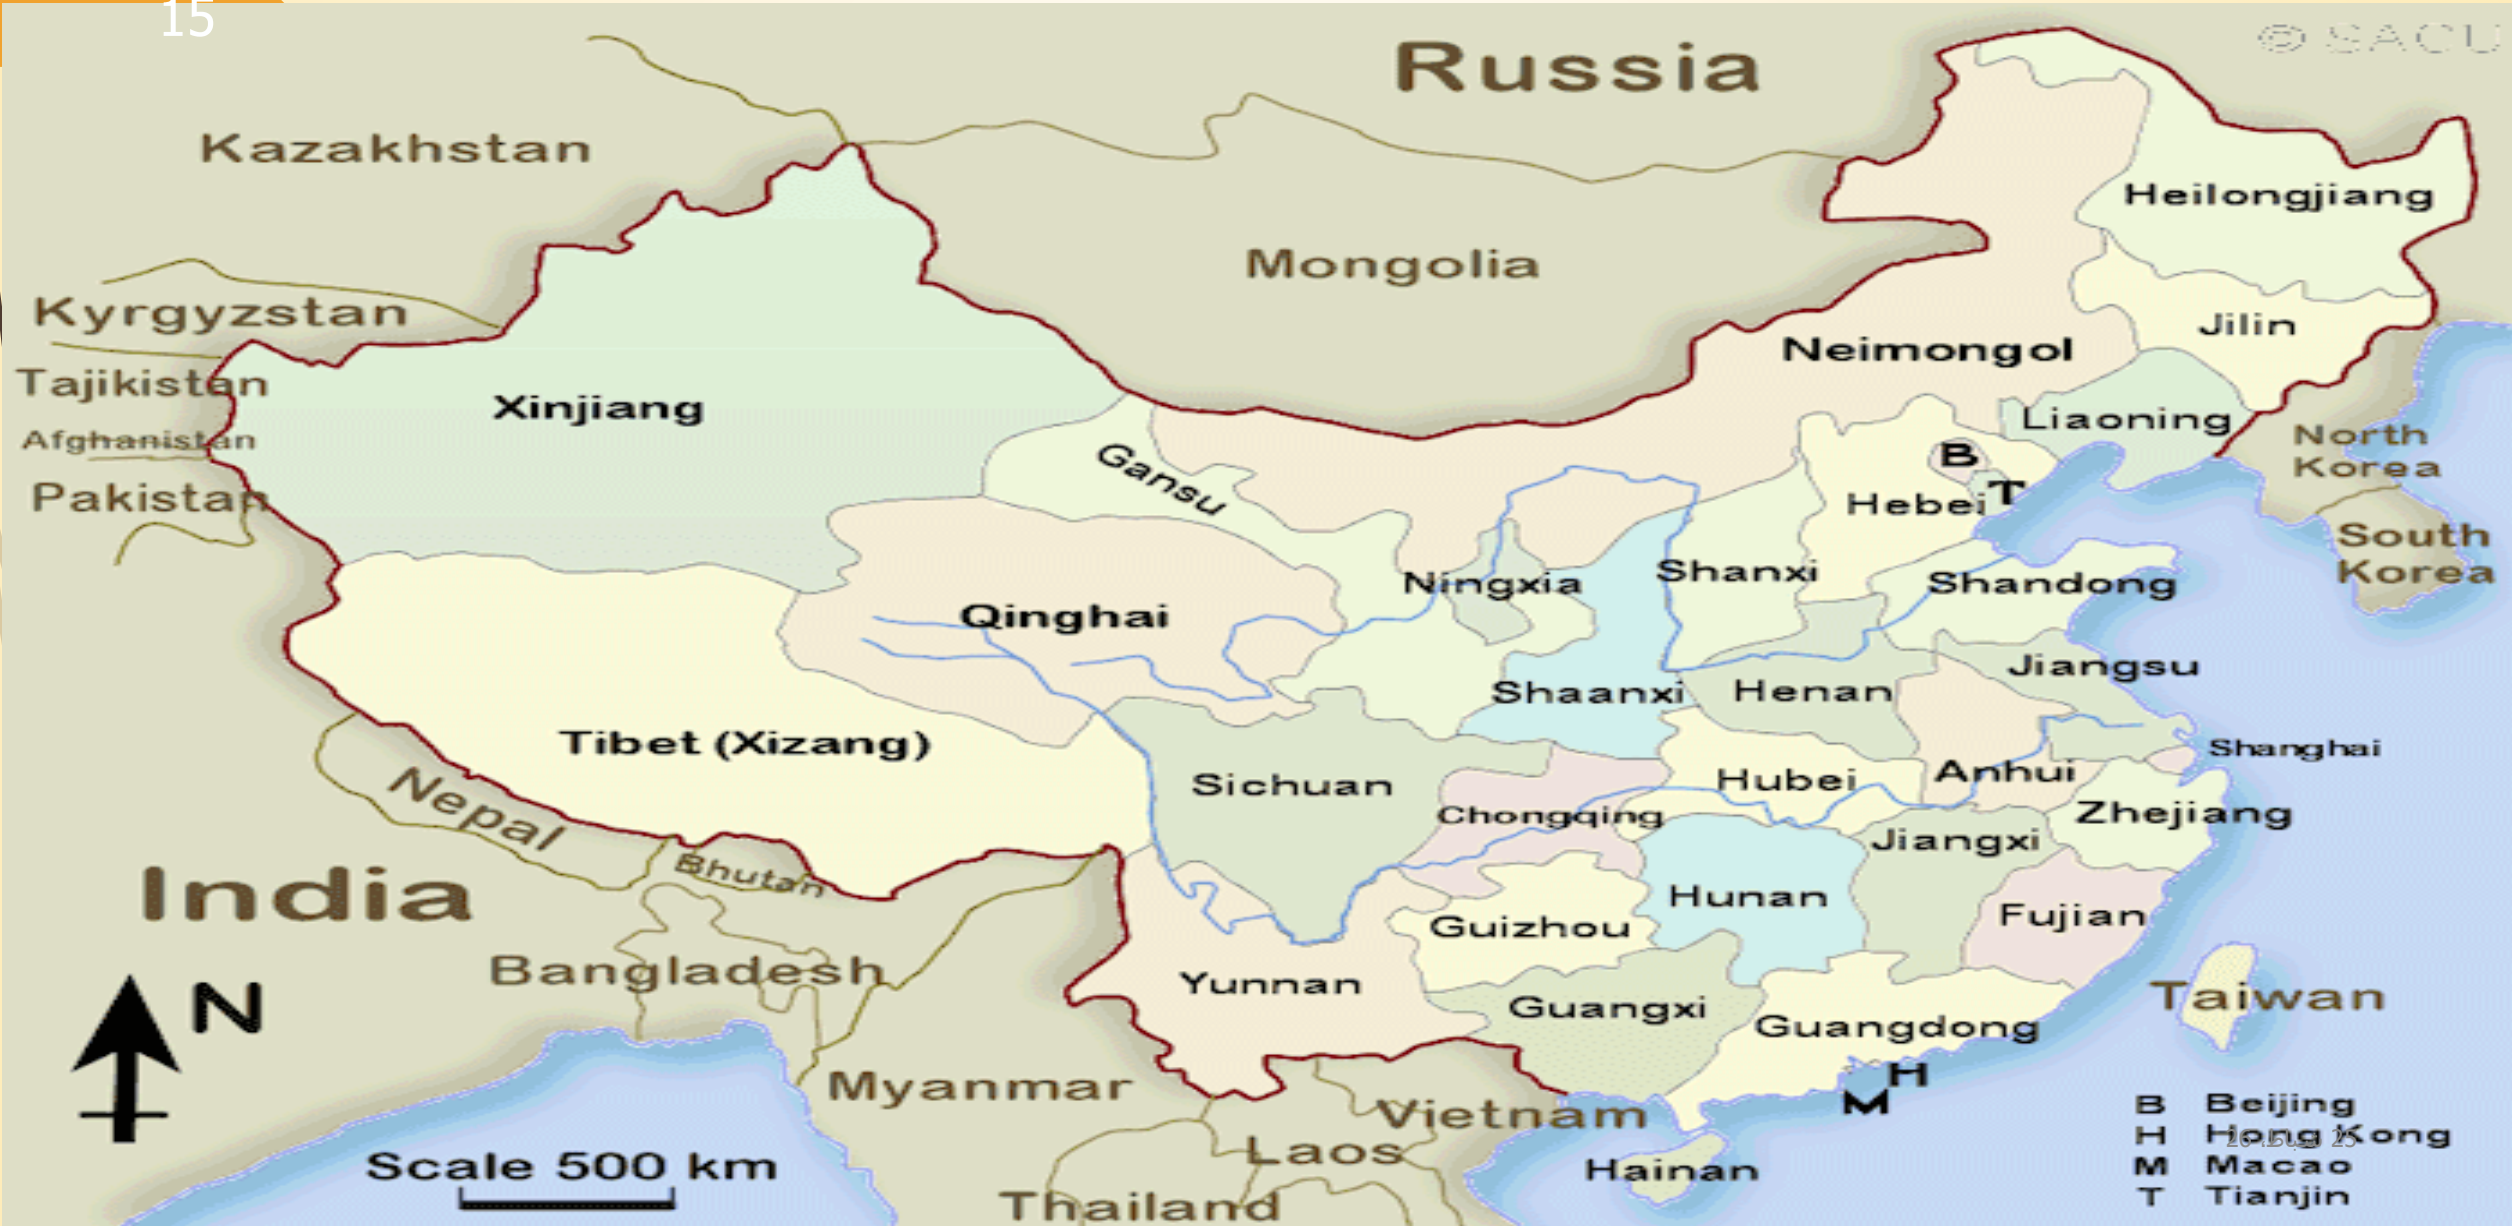 15
© SACU
Russia
Kazakhstan
Heilongjiang
Mongolia
Kyrgyzstan
Jilin
Neimongol
Tajikistan
Xinjiang
Liaoning
Afghanistan
North
Korea
B
Gansu
Pakistan
Hebei
T
South
Korea
Ningxia
Shanxi
Shandong
Qinghai
Jiangsu
Shaanxi
Henan
Tibet (Xizang)
Shanghai
Sichuan
Hubei
Anhui
Nepal
Chongqing
Zhejiang
Jiangxi
Bhutan
India
Hunan
Guizhou
Fujian
Bangladesh
Yunnan
Taiwan
N
Guangxi
Guangdong
H
Myanmar
M
Vietnam
B Beijing
H Hong Kong
Laos
Scale 500 km
Hainan
M Macao
T Tianjin
Thailand